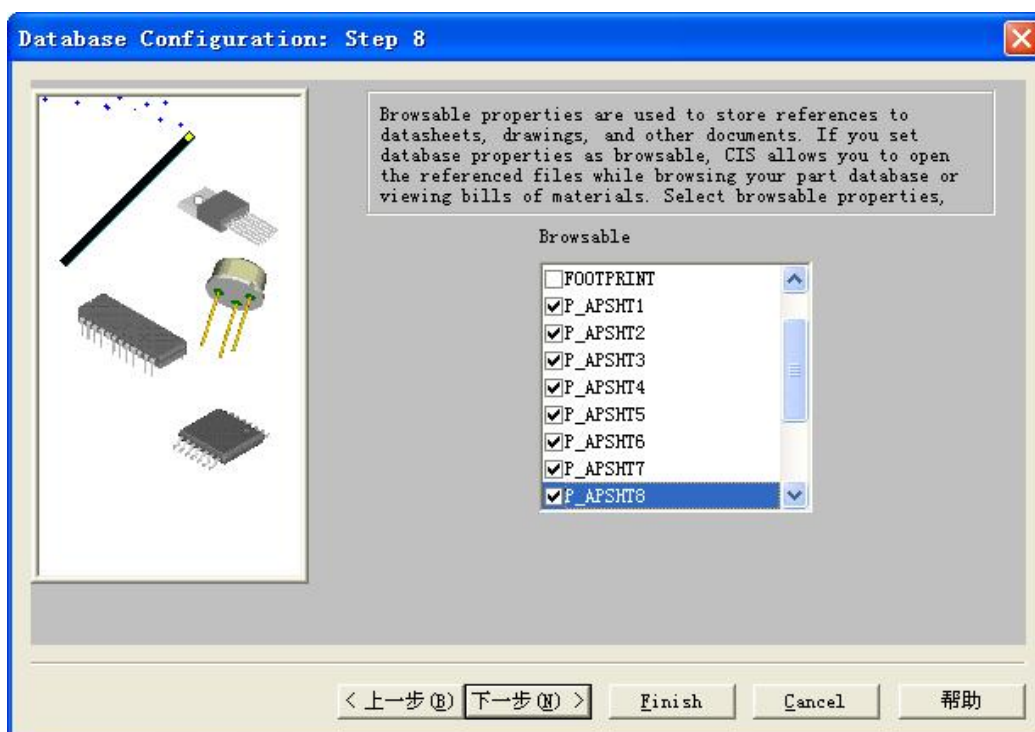 Database Configuration: Step 8
Browsable properties are used to store references to
datasheets, drawings, and other documents. If you set
database properties as browsable, CIS allows you to open
the referenced files while browsing your part database or
viewing bills of materials. Select browsable properties,
Browsable
FOOTPRINT
P_APSHT1
P_APSHT2
P_APSHT3
P_APSHT4
P_APSHT5
P_APSHT6
P_APSHT7
P_APSHT8
< 上一步(B)
下一步(N) >
Finish
Cancel
帮助